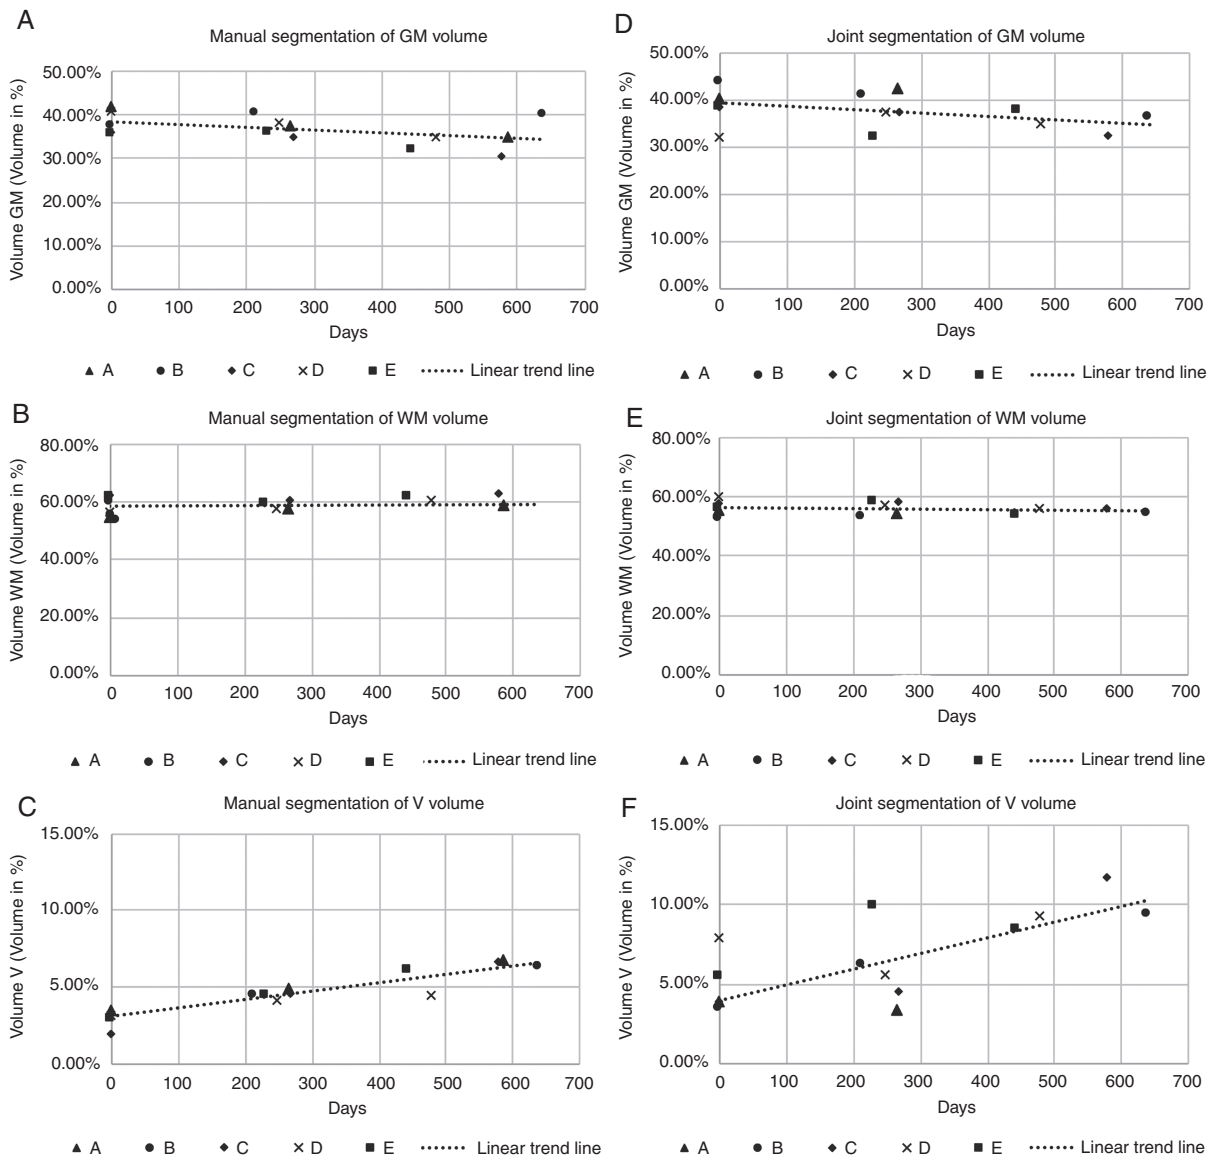 A
Manual segmentation of GM volume
Volume GM (Volume in %)
50.00%
40.00%
30.00%
20.00%
10.00%
0.00%
0 100 200 300 400 500 600 700
Days
A B C D E Linear trend line
D
Joint segmentation of GM volume
Volume GM (Volume in %)
50.00%
40.00%
30.00%
20.00%
10.00%
0.00%
0 100 200 300 400 500 600 700
Days
A B C D E Linear trend line
B
Manual segmentation of WM volume
Volume WM (Volume in %)
80.00%
60.00%
40.00%
20.00%
0.00%
0 100 200 300 400 500 600 700
Days
A B C D E Linear trend line
E
Joint segmentation of WM volume
Volume WM (Volume in %)
80.00%
60.00%
40.00%
20.00%
0.00%
0 100 200 300 400 500 600 700
Days
A B C D E Linear trend line
C
Manual segmentation of V volume
Volume V (Volume in %)
15.00%
10.00%
5.00%
0.00%
0 100 200 300 400 500 600 700
Days
A B C D E Linear trend line
F
Joint segmentation of V volume
Volume V (Volume in %)
15.00%
10.00%
5.00%
0.00%
0 100 200 300 400 500 600 700
Days
A B C D E Linear trend line